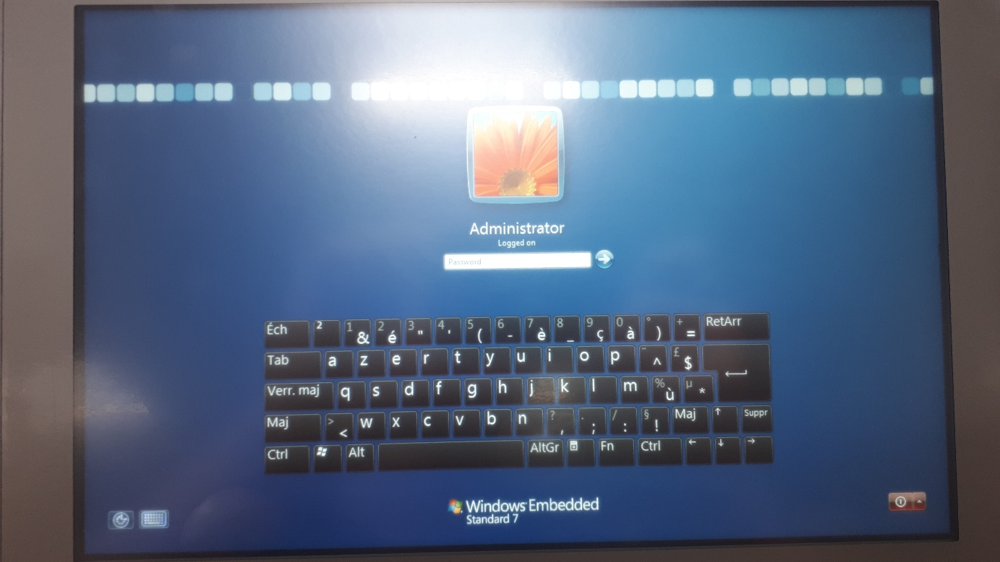 Administrator
Logged on
Password
Éch ² 1 & 2 é 3 " 4 ' 5 ( 6 - 7 è 8 _ 9 ç 0 à ° ) + = RetArr
Tab a z e r t y u i o p ¨ ^ £ $
Verr. maj q s d f g h j k l m % ù µ *
Maj > < w x c v b n ? , . ; / : § ! Maj ↑ Suppr
Ctrl Alt AltGr Fn Ctrl ← ↓ →
Windows Embedded
Standard 7